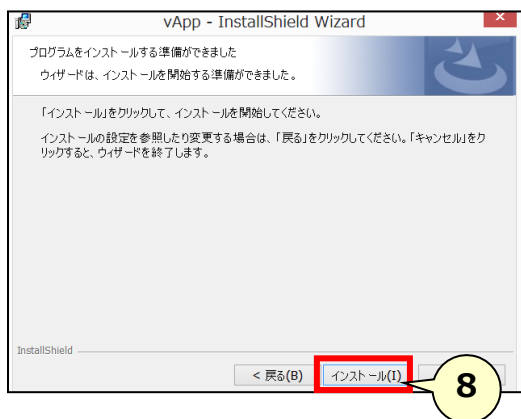 vApp - InstallShield Wizard
プログラムをインストールする準備ができました
ウィザードは、インストールを開始する準備ができました。
「インストール」をクリックして、インストールを開始してください。
インストールの設定を参照したり変更する場合は、「戻る」をクリックしてください。「キャンセル」をク
リックすると、ウィザードを終了します。
InstallShield
< 戻る(B) インストール(I)
8